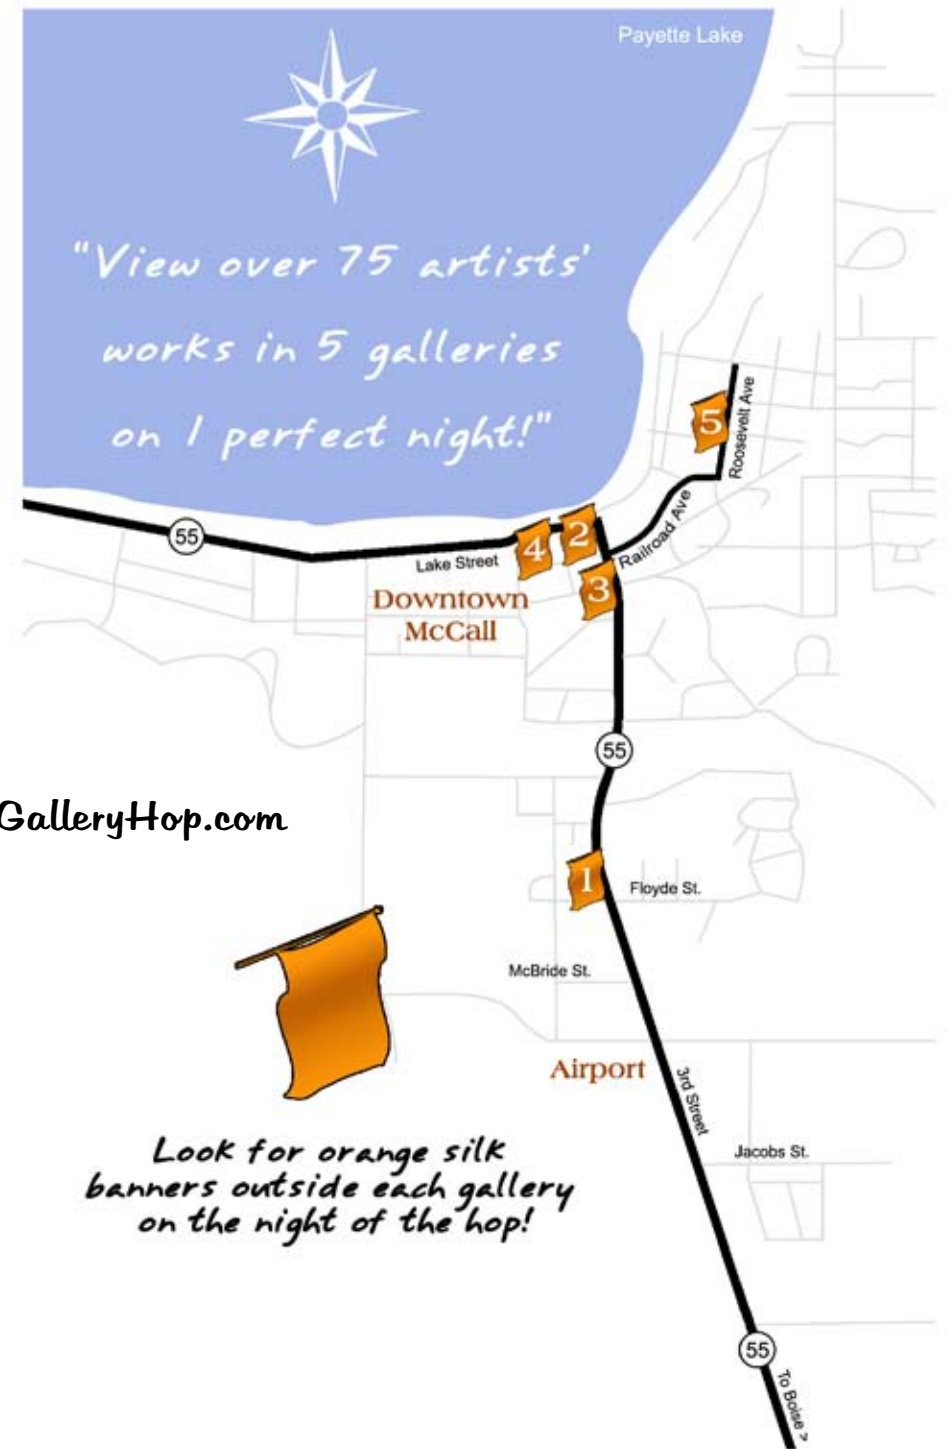 Payette Lake
"View over 75 artists'
works in 5 galleries
on 1 perfect night!"
5
Roosevelt Ave
55
4
2
Railroad Ave
Lake Street
3
Downtown
McCall
55
GalleryHop.com
1
Floyde St.
McBride St.
Airport
3rd Street
Jacobs St.
Look for orange silk
banners outside each gallery
on the night of the hop!
55
To Boise >